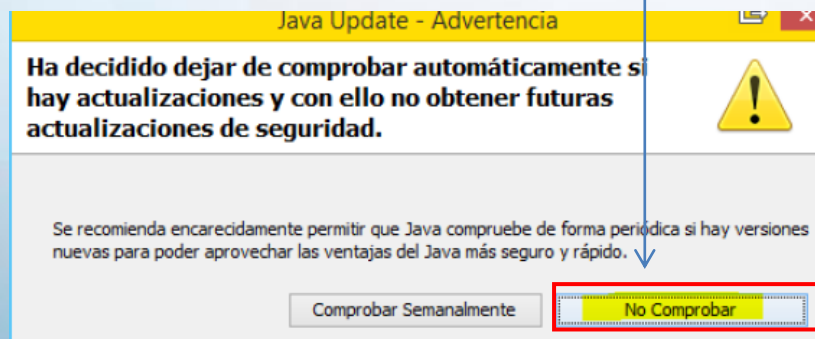 Java Update - Advertencia
Ha decidido dejar de comprobar automáticamente si
hay actualizaciones y con ello no obtener futuras
actualizaciones de seguridad.
Se recomienda encarecidamente permitir que Java compruebe de forma periódica si hay versiones
nuevas para poder aprovechar las ventajas del Java más seguro y rápido.
Comprobar Semanalmente
No Comprobar